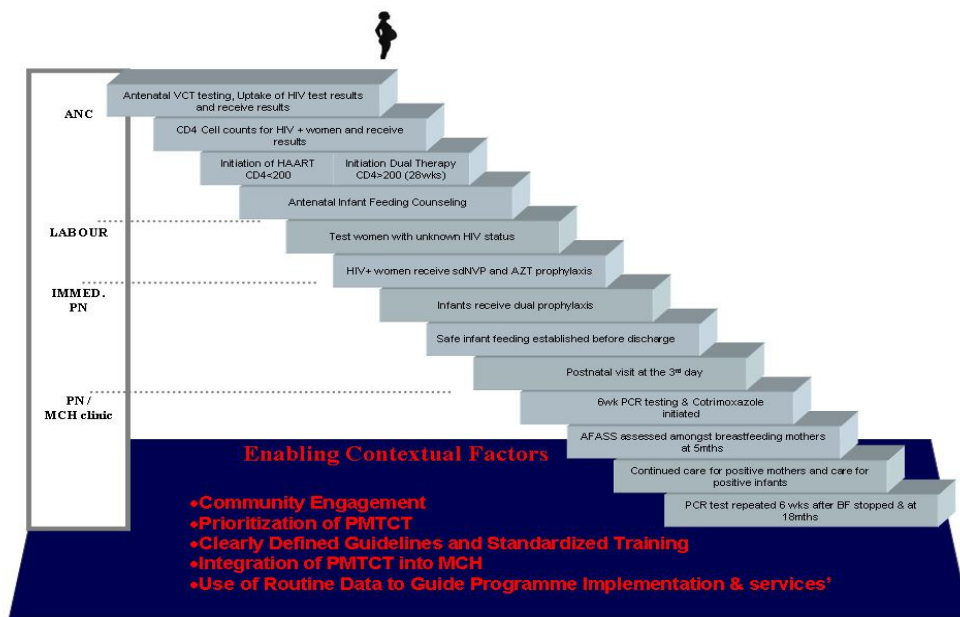 ANC
Antenatal VCT testing, Uptake of HIV test results
and receive results
CD4 Cell counts for HIV + women and receive
results
Initiation of HAART
CD4<200
Initiation Dual Therapy
CD4>200 (28wks)
Antenatal Infant Feeding Counseling
LABOUR
Test women with unknown HIV status
HIV+ women receive sdNVP and AZT prophylaxis
IMMED.
PN
Infants receive dual prophylaxis
Safe infant feeding established before discharge
Postnatal visit at the 3rd day
PN /
MCH clinic
6wk PCR testing & Cotrimoxazole
initiated
AFASS assessed amongst breastfeeding mothers
at 5mths
Continued care for positive mothers and care for
positive infants
PCR test repeated 6 wks after BF stopped & at
18mths
Enabling Contextual Factors
•Community Engagement
•Prioritization of PMTCT
•Clearly Defined Guidelines and Standardized Training
•Integration of PMTCT into MCH
•Use of Routine Data to Guide Programme Implementation & services’